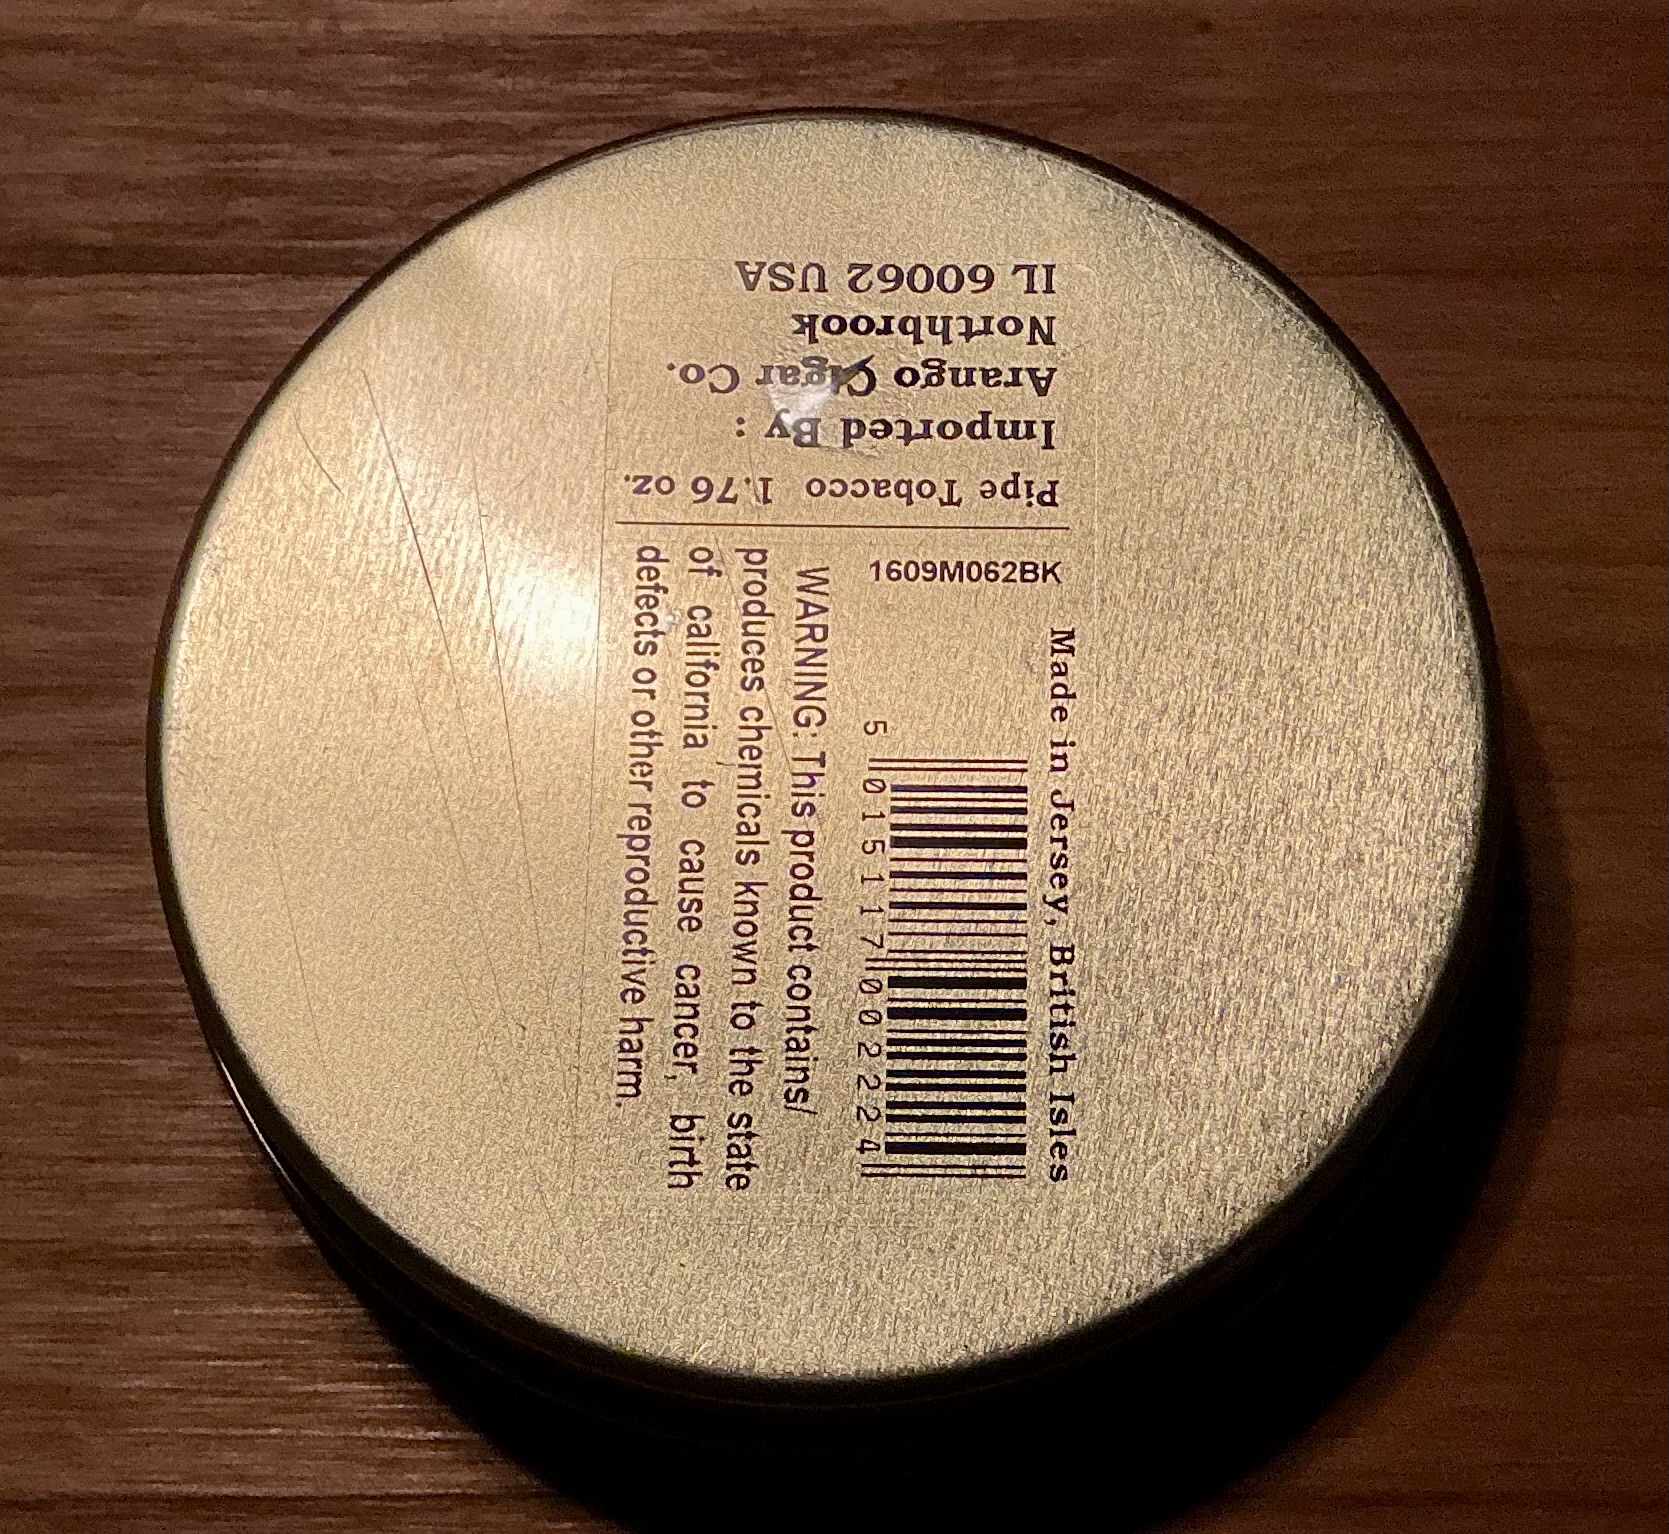 Pipe Tobacco 1.76 oz.
Imported By :
Arango Cigar Co.
Northbrook
IL 60062 USA
1609M062BK
Made in Jersey, British Isles
5 015117 002224
WARNING: This product contains/
produces chemicals known to the state
of california to cause cancer, birth
defects or other reproductive harm.